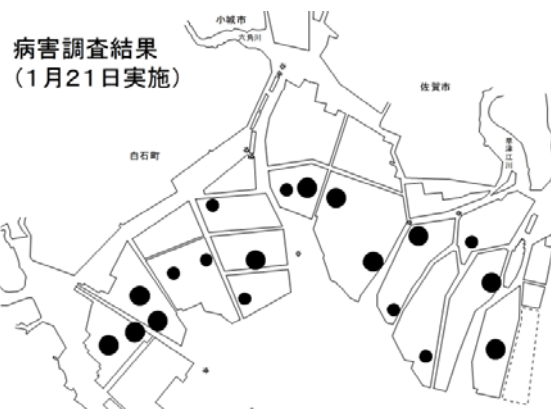 病害調査結果
（1月21日実施）
小城市
六角川
佐賀市
白石町
早津江川